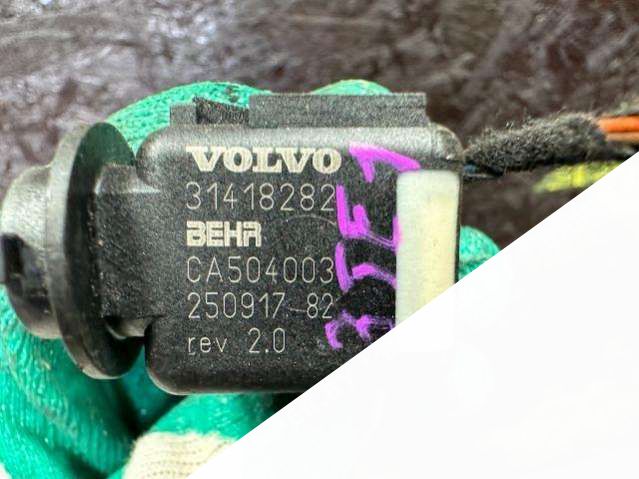 VOLVO
31418282
BEHR
CA504003
250917-82
rev 2.0